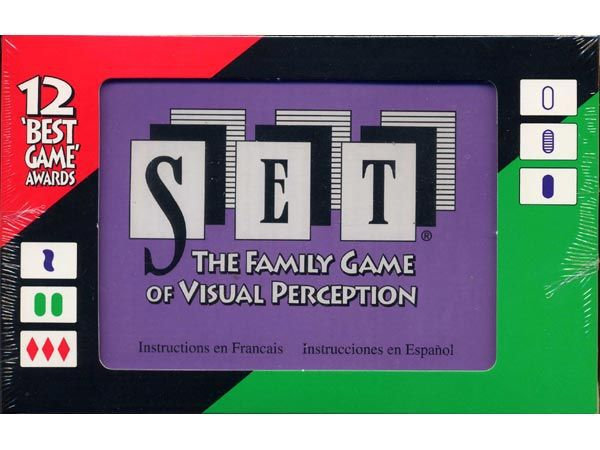 12
'BEST
GAME'
AWARDS
SET®
THE FAMILY GAME
OF VISUAL PERCEPTION
Instructions en Francais Instrucciones en Español